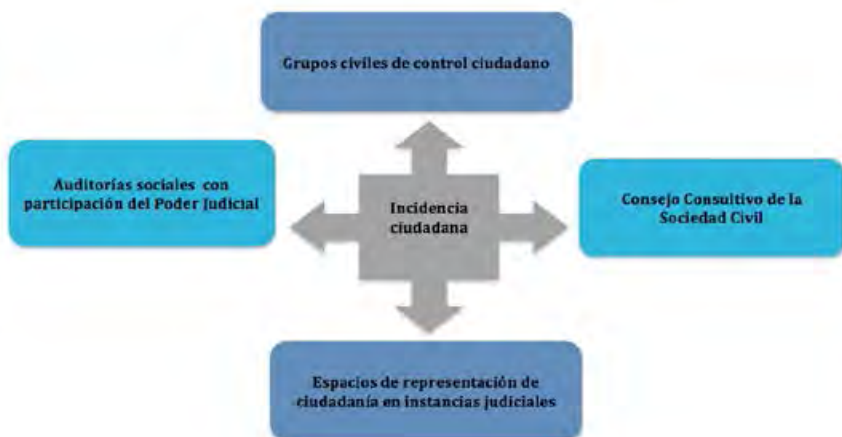 Grupos civiles de control ciudadano
Auditorías sociales con
participación del Poder Judicial
Incidencia
ciudadana
Consejo Consultivo de la
Sociedad Civil
Espacios de representación de
ciudadanía en instancias judiciales